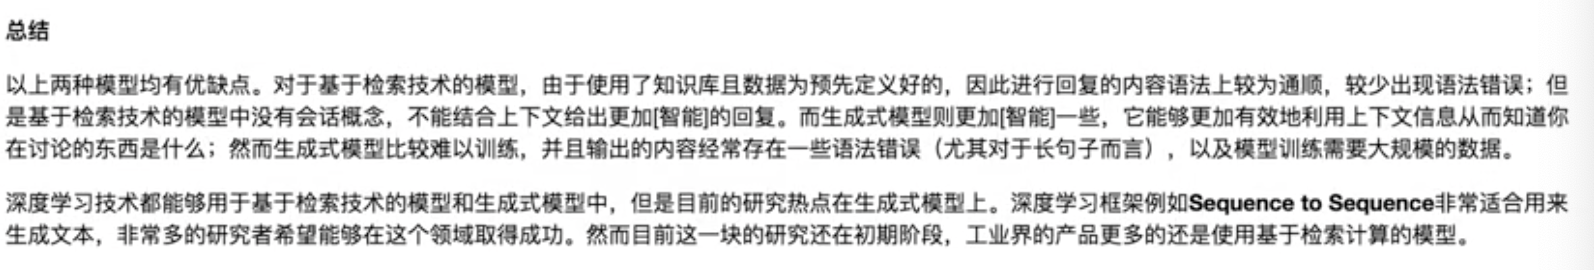 总结
以上两种模型均有优缺点。对于基于检索技术的模型，由于使用了知识库且数据为预先定义好的，因此进行回复的内容语法上较为通顺，较少出现语法错误；但
是基于检索技术的模型中没有会话概念，不能结合上下文给出更加[智能]的回复。而生成式模型则更加[智能]一些，它能够更加有效地利用上下文信息从而知道你
在讨论的东西是什么；然而生成式模型比较难以训练，并且输出的内容经常存在一些语法错误（尤其对于长句子而言），以及模型训练需要大规模的数据。
深度学习技术都能够用于基于检索技术的模型和生成式模型中，但是目前的研究热点在生成式模型上。深度学习框架例如Sequence to Sequence非常适合用来
生成文本，非常多的研究者希望能够在这个领域取得成功。然而目前这一块的研究还在初期阶段，工业界的产品更多的还是使用基于检索计算的模型。